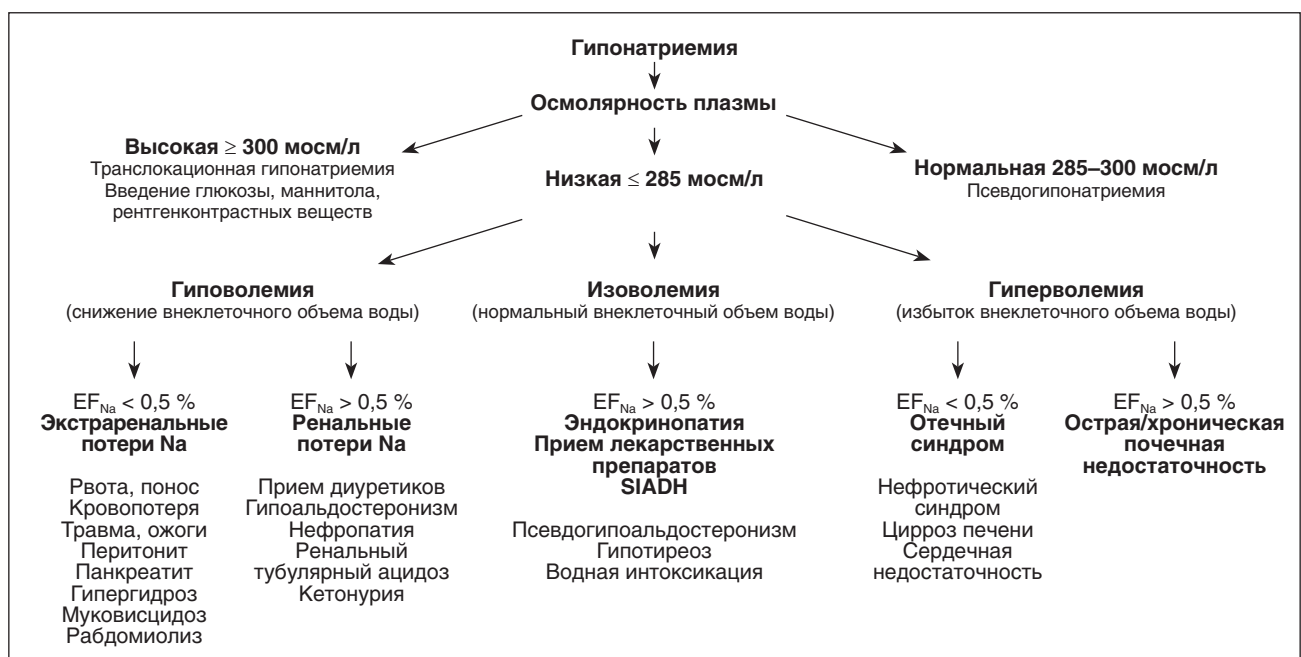 Гипонатриемия
Осмолярность плазмы
Высокая ≥ 300 мосм/л
Транслокационная гипонатриемия
Введение глюкозы, маннитола,
рентгенконтрастных веществ
Низкая ≤ 285 мосм/л
Нормальная 285–300 мосм/л
Псевдогипонатриемия
Гиповолемия
(снижение внеклеточного объема воды)
Изоволемия
(нормальный внеклеточный объем воды)
Гиперволемия
(избыток внеклеточного объема воды)
EFNa < 0,5 %
Экстраренальные
потери Na
Рвота, понос
Кровопотеря
Травма, ожоги
Перитонит
Панкреатит
Гипергидроз
Муковисцидоз
Рабдомиолиз
EFNa > 0,5 %
Ренальные
потери Na
Прием диуретиков
Гипоальдостеронизм
Нефропатия
Ренальный
тубулярный ацидоз
Кетонурия
EFNa > 0,5 %
Эндокринопатия
Прием лекарственных
препаратов
SIADH
Псевдогипоальдостеронизм
Гипотиреоз
Водная интоксикация
EFNa < 0,5 %
Отечный
синдром
Нефротический
синдром
Цирроз печени
Сердечная
недостаточность
EFNa > 0,5 %
Острая/хроническая
почечная
недостаточность